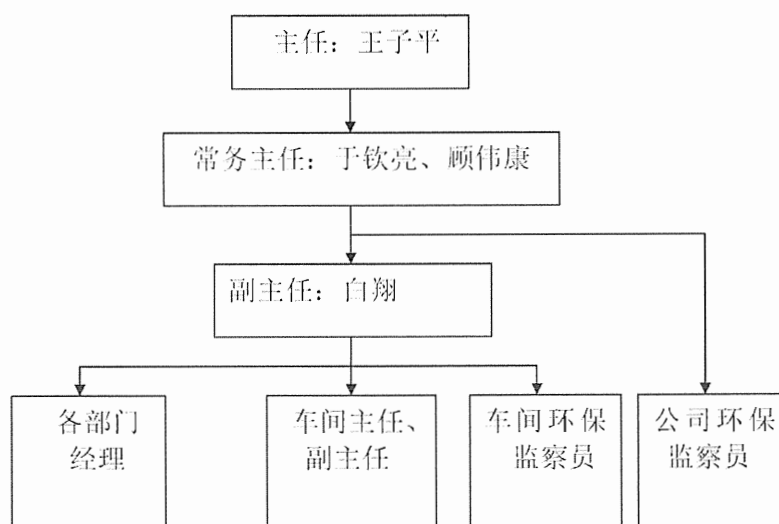 主任：王子平
常务主任：于钦亮、顾伟康
副主任：白翔
各部门
经理
车间主任、
副主任
车间环保
监察员
公司环保
监察员